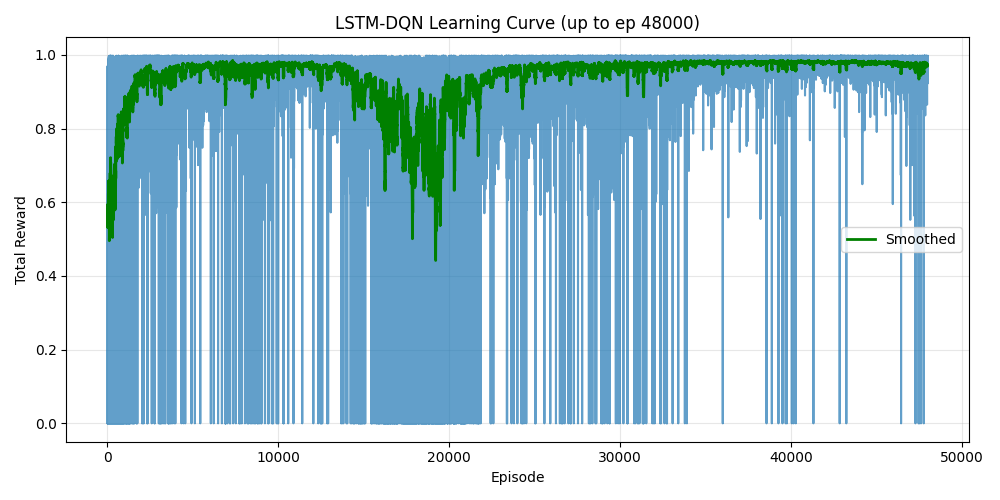 LSTM-DQN Learning Curve (up to ep 48000)
Total Reward
1.0
0.8
0.6
0.4
0.2
0.0
Smoothed
0 10000 20000 30000 40000 50000
Episode